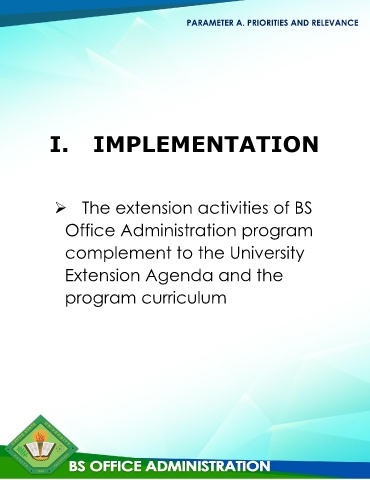 PARAMETER A. PRIORITIES AND RELEVANCE
I. IMPLEMENTATION
➢ The extension activities of BS
Office Administration program
complement to the University
Extension Agenda and the
program curriculum
BS OFFICE ADMINISTRATION